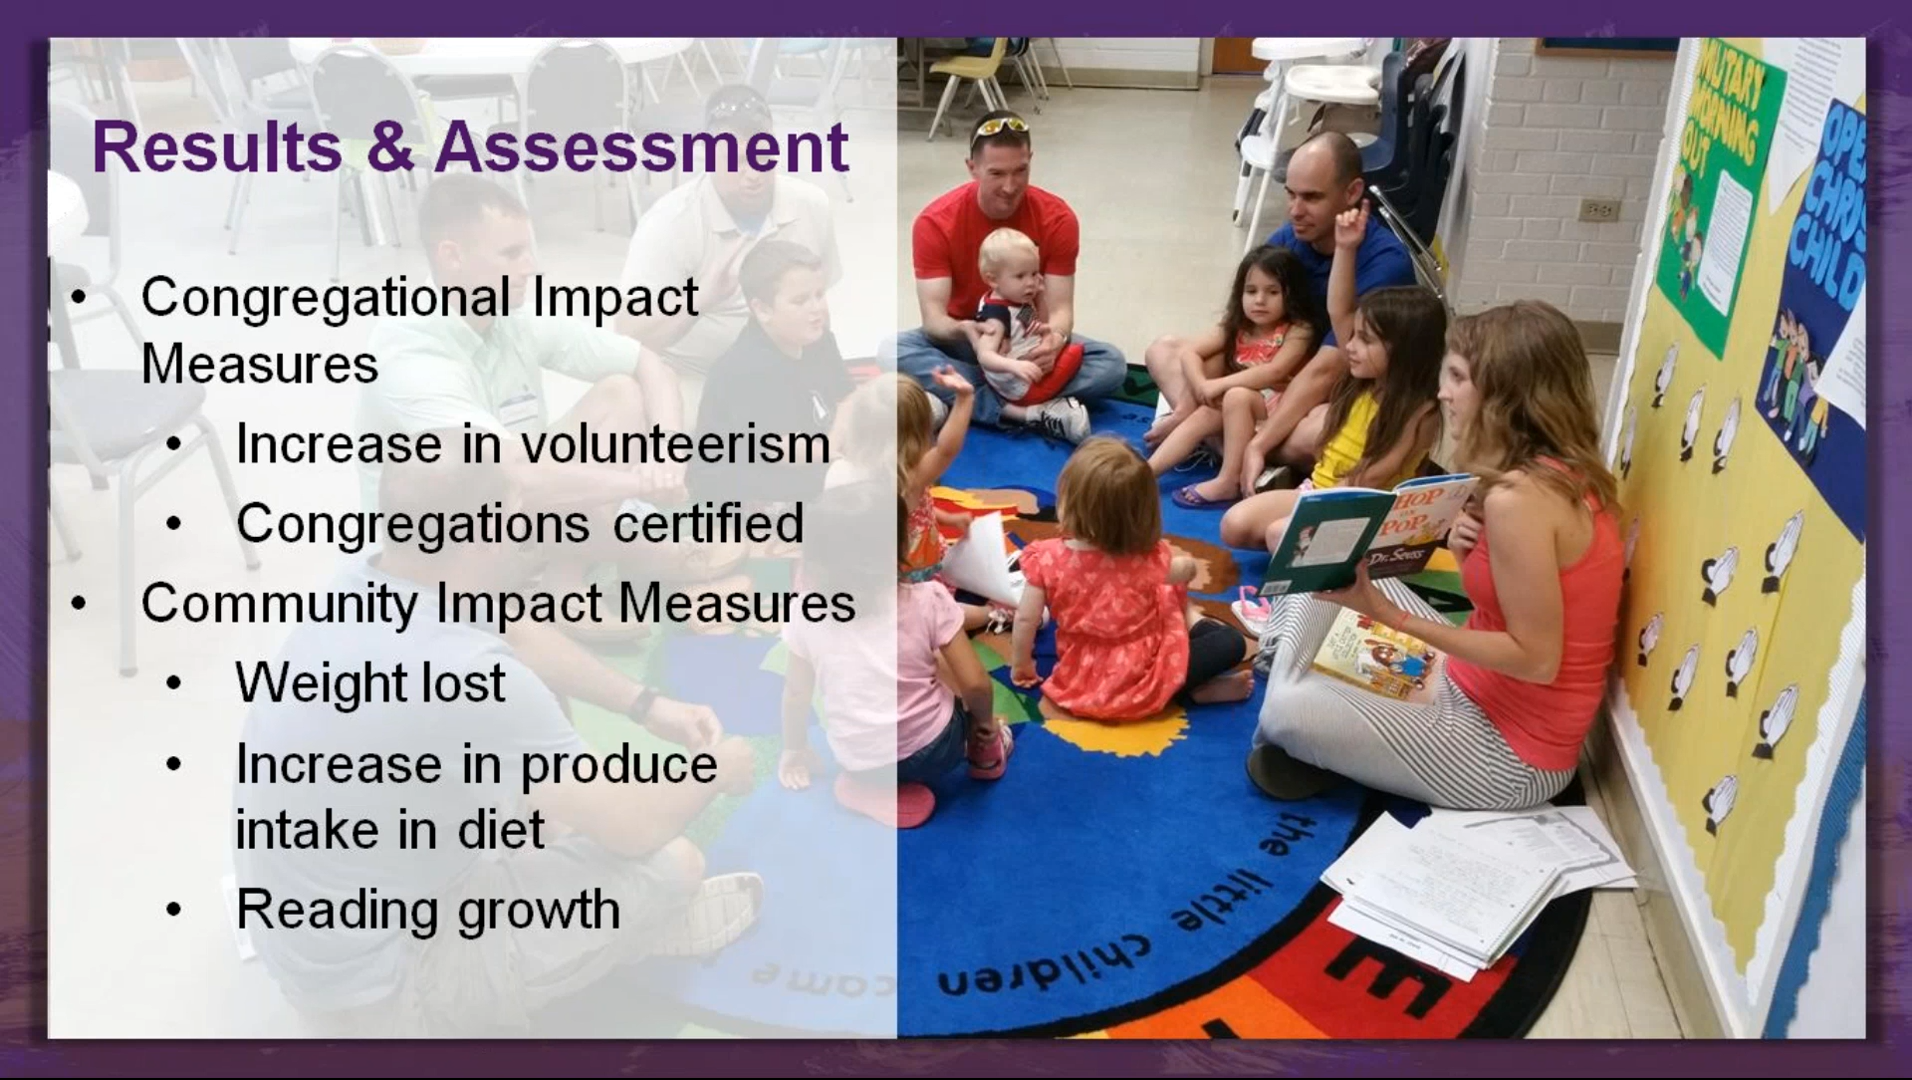 Results & Assessment
• Congregational Impact
Measures
• Increase in volunteerism
• Congregations certified
• Community Impact Measures
• Weight lost
• Increase in produce
intake in diet
• Reading growth
MILITARY
MORNING
OUT
CHILD
HOP
ON
POP
Dr. Seuss
come
the little children
E